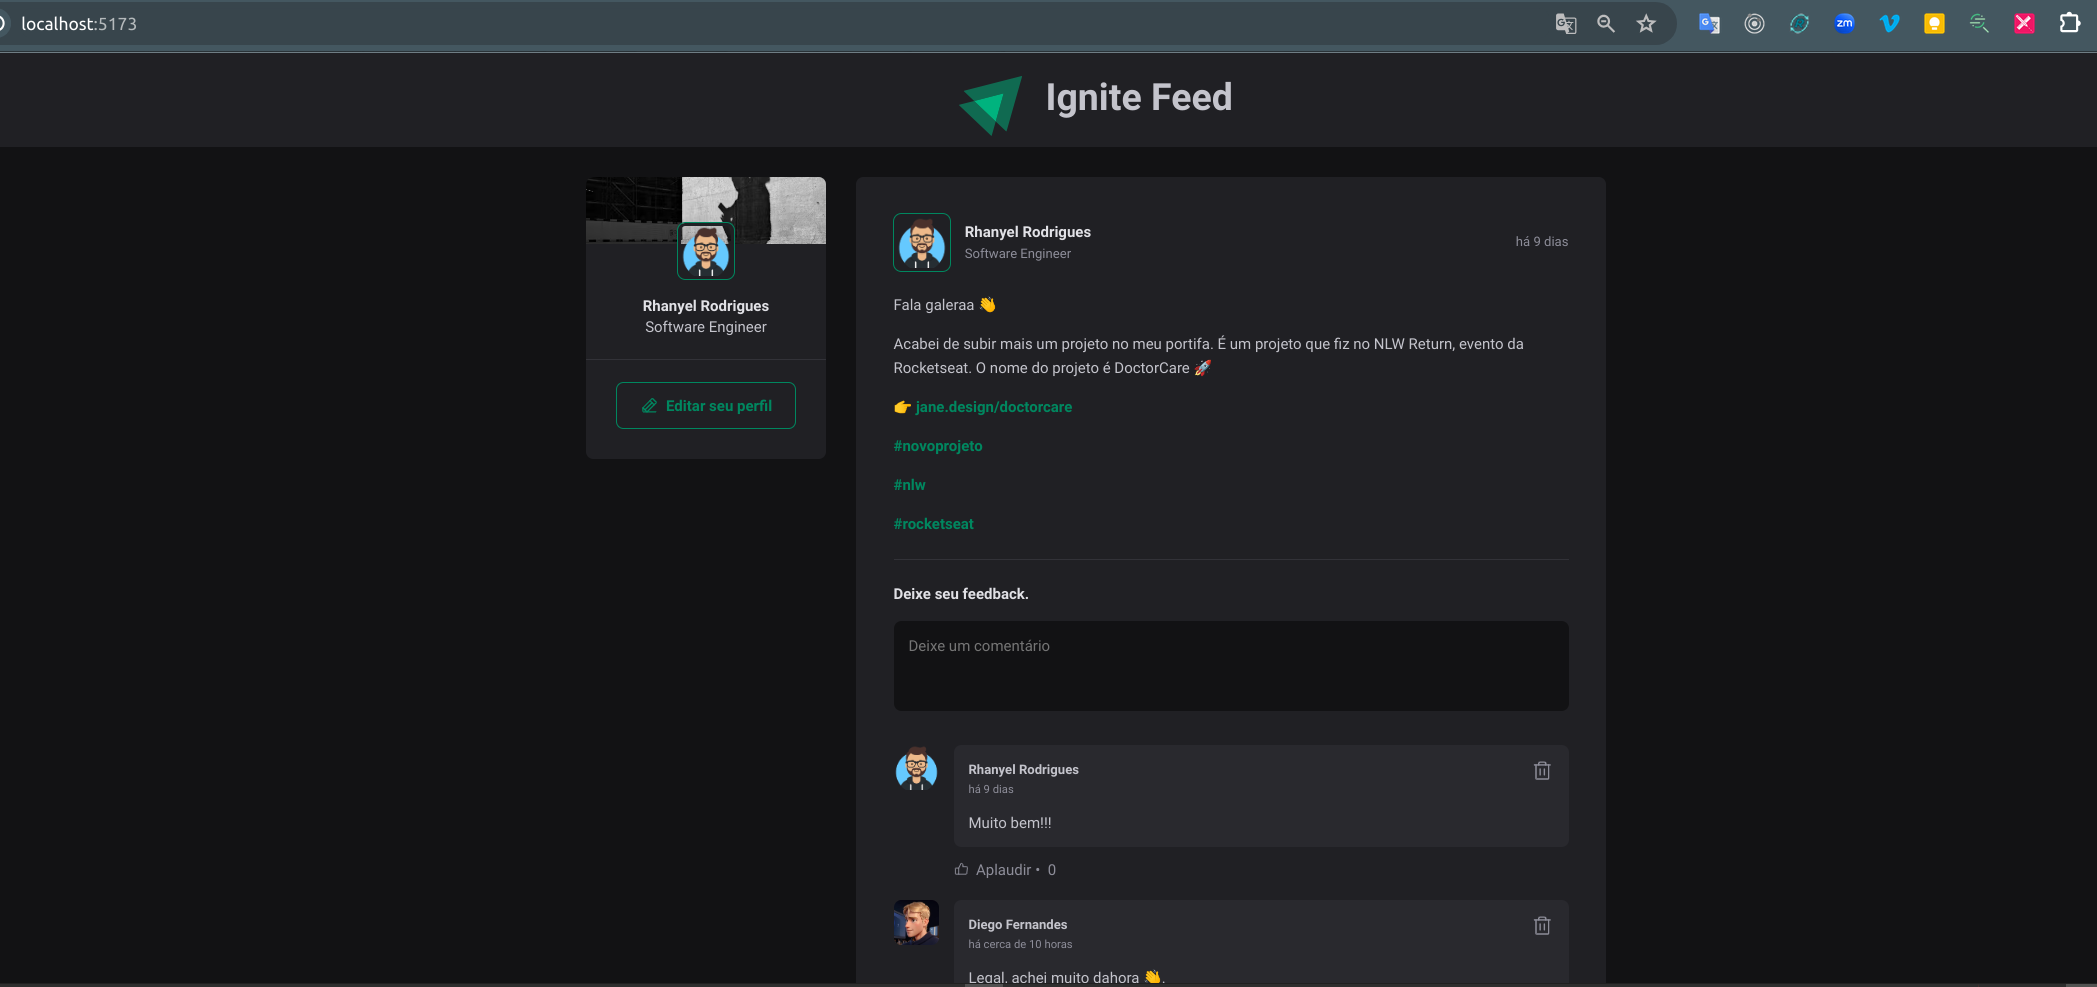 localhost:5173
zm
Ignite Feed
Rhanyel Rodrigues
Software Engineer
Editar seu perfil
Rhanyel Rodrigues
Software Engineer
há 9 dias
Fala galeraa 👋
Acabei de subir mais um projeto no meu portifa. É um projeto que fiz no NLW Return, evento da
Rocketseat. O nome do projeto é DoctorCare 🚀
👉 jane.design/doctorcare
#novoprojeto
#nlw
#rocketseat
Deixe seu feedback.
Deixe um comentário
Rhanyel Rodrigues
há 9 dias
Muito bem!!!
Aplaudir • 0
Diego Fernandes
há cerca de 10 horas
Legal, achei muito dahora 👋.